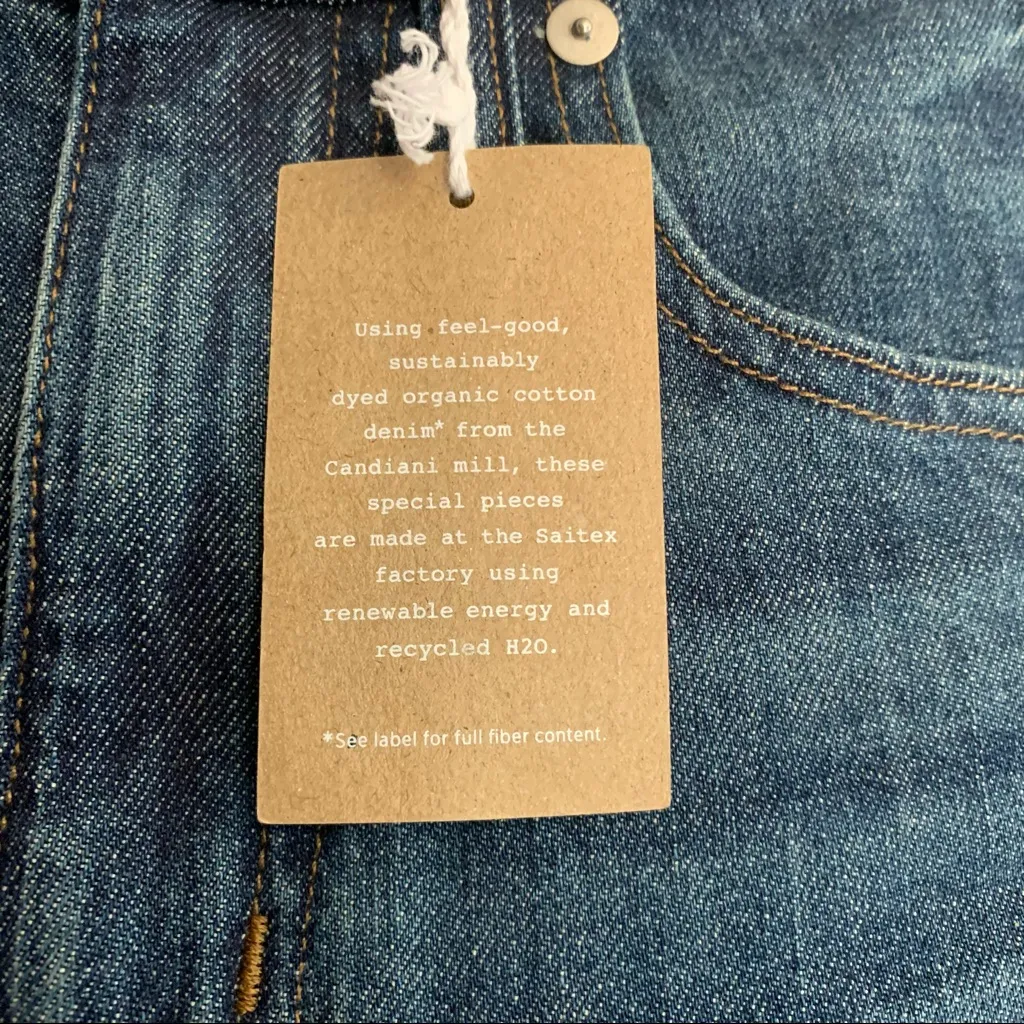 Using feel-good,
sustainably
dyed organic cotton
denim* from the
Candiani mill, these
special pieces
are made at the Saitex
factory using
renewable energy and
recycled H2O.
*See label for full fiber content.